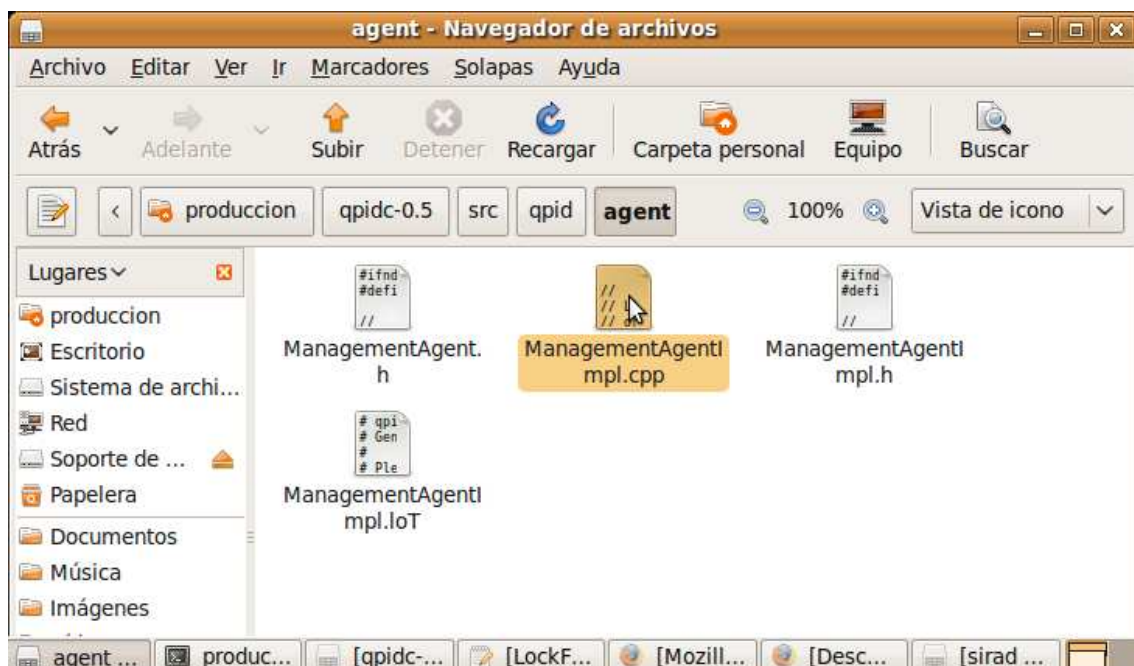 agent - Navegador de archivos
Archivo Editar Ver Ir Marcadores Solapas Ayuda
Atrás Adelante Subir Detener Recargar Carpeta personal Equipo Buscar
produccion qpidc-0.5 src qpid agent 100% Vista de icono
Lugares
produccion
Escritorio
Sistema de archi...
Red
Soporte de ...
Papelera
Documentos
Música
Imágenes
#ifnd
#defi
//
ManagementAgent.
h
//
//
//
ManagementAgentI
mpl.cpp
#ifnd
#defi
//
ManagementAgentI
mpl.h
# qpi
# Gen
#
# Ple
ManagementAgentI
mpl.loT
agent ... produc... [qpidc-... [LockF... [Mozill... [Desc... [sirad ...